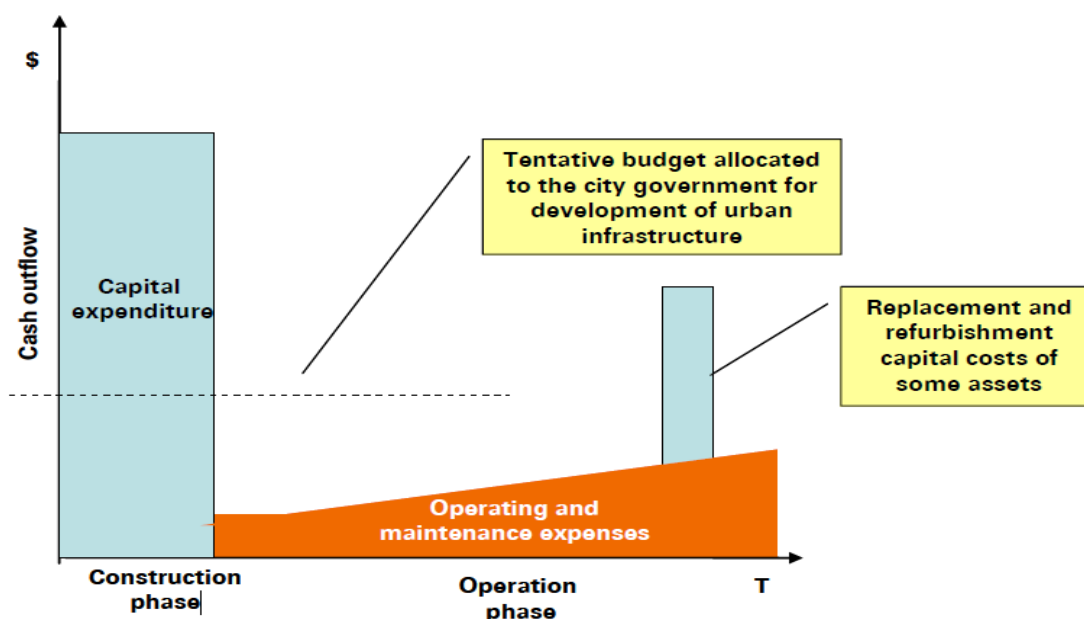 $
Cash outflow
Capital
expenditure
Tentative budget allocated
to the city government for
development of urban
infrastructure
Replacement and
refurbishment
capital costs of
some assets
Operating and
maintenance expenses
Construction
phase
Operation
phase
T